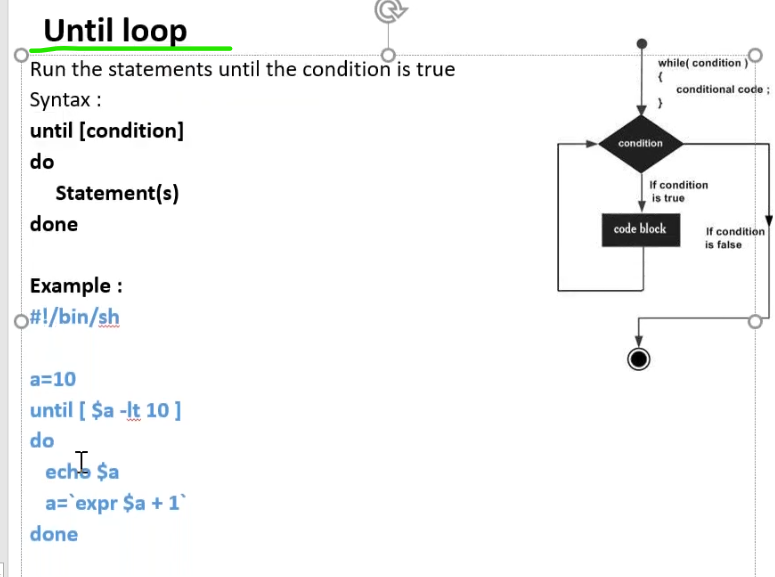 Until loop
Run the statements until the condition is true
Syntax :
until [condition]
do
Statement(s)
done
Example :
#!/bin/sh
a=10
until [ $a -lt 10 ]
do
echo $a
a=`expr $a + 1`
done
while( condition )
{
conditional code ;
}
condition
If condition
is true
code block
If condition
is false